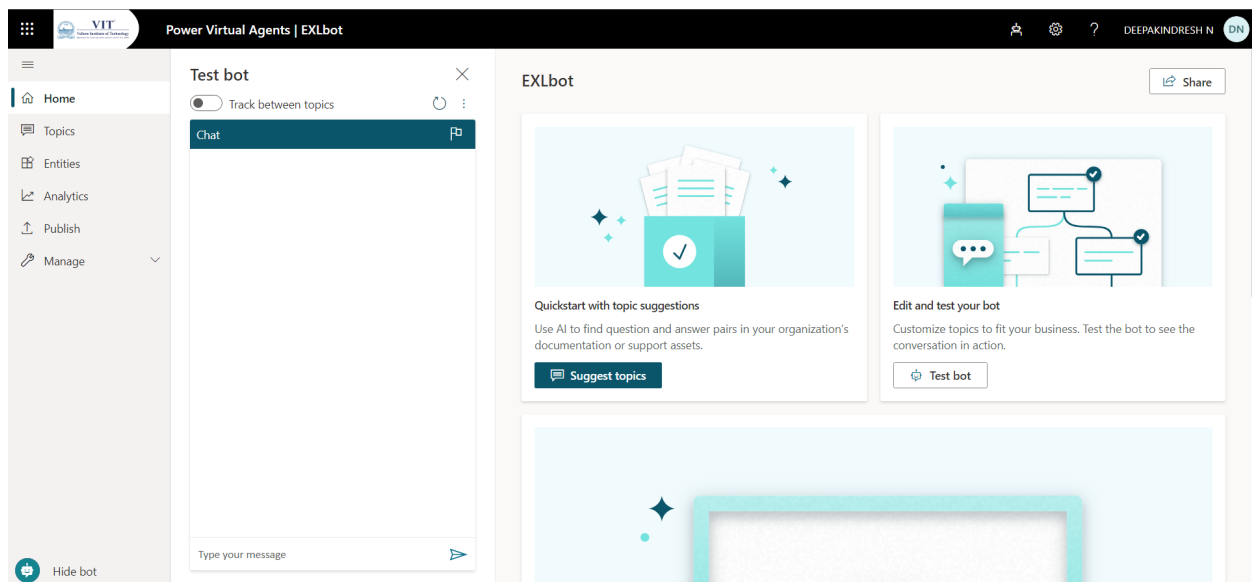 VIT
Power Virtual Agents | EXLbot
?
DEEPAKINDRESH N
DN
Home
Topics
Entities
Analytics
Publish
Manage
Hide bot
Test bot
Track between topics
Chat
Type your message
EXLbot
Share
Quickstart with topic suggestions
Use AI to find question and answer pairs in your organization's
documentation or support assets.
Suggest topics
Edit and test your bot
Customize topics to fit your business. Test the bot to see the
conversation in action.
Test bot